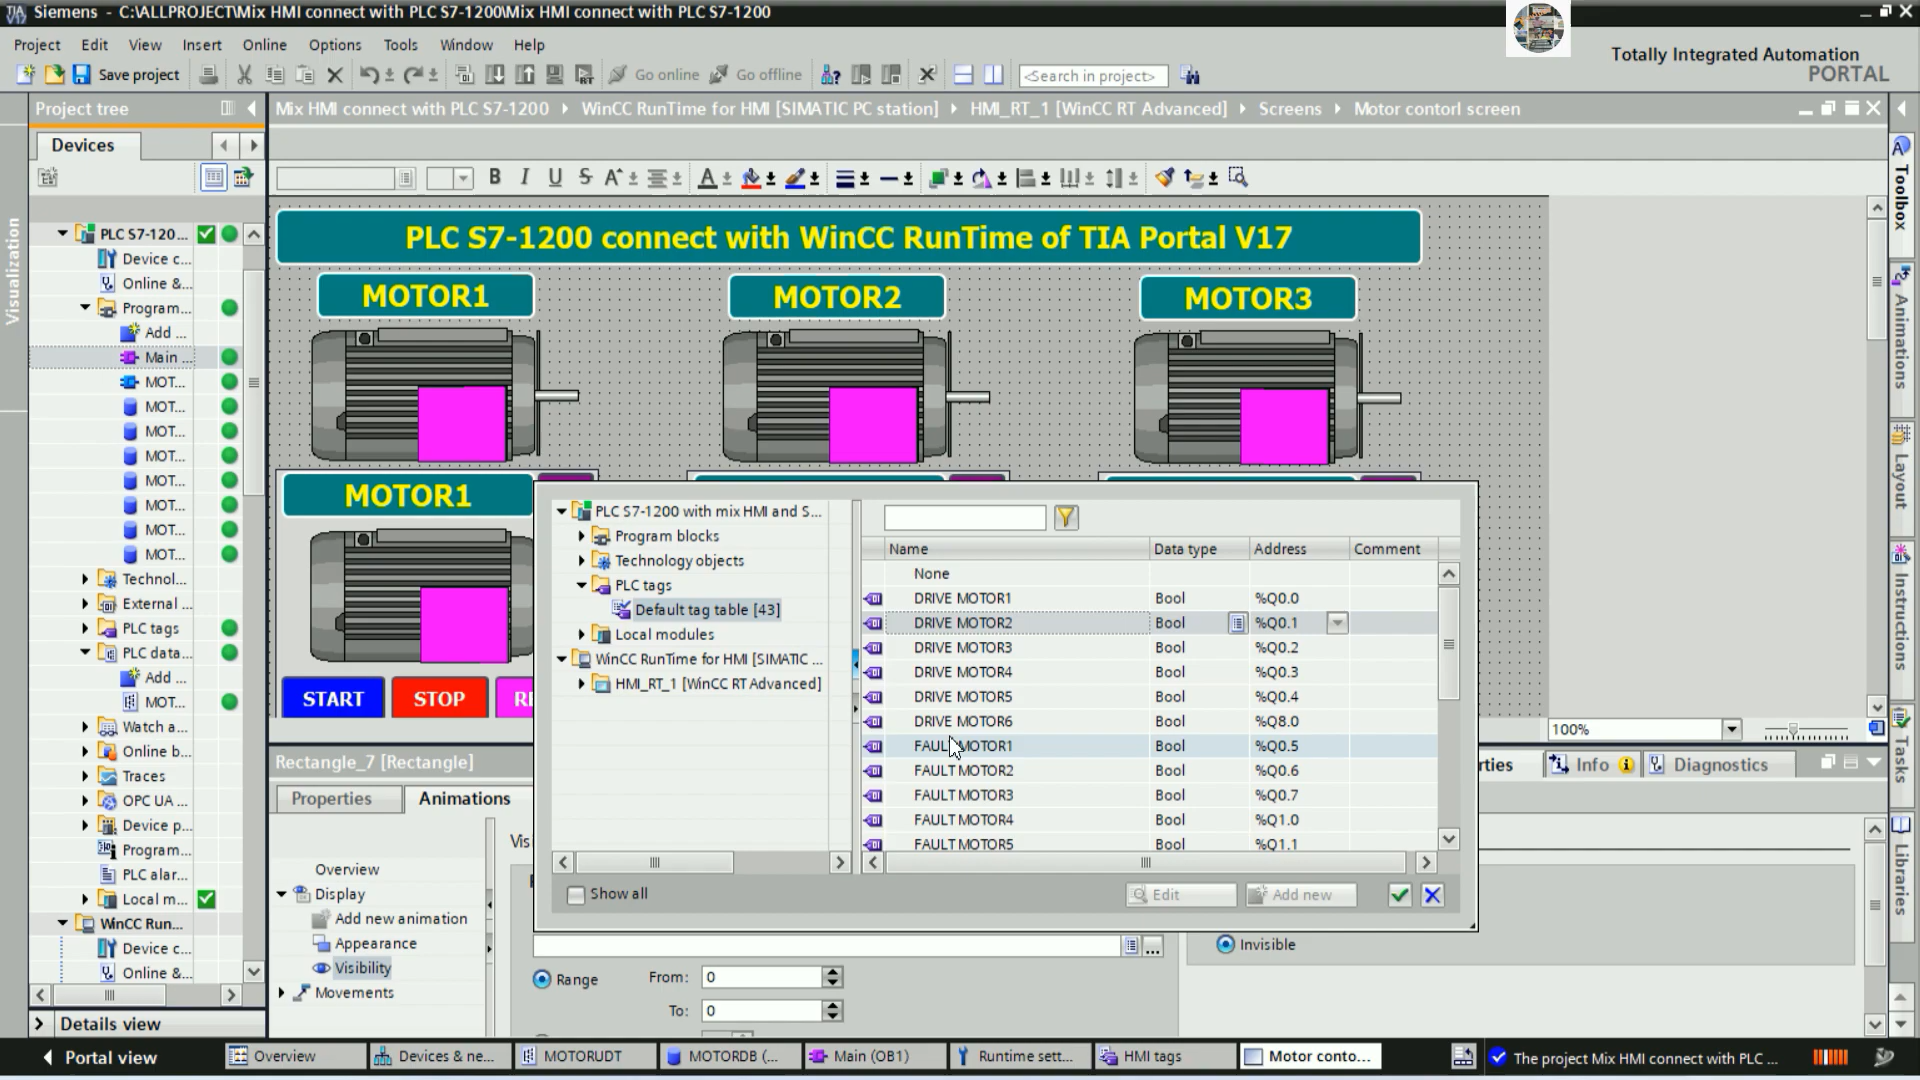 Siemens - C:\ALLPROJECT\Mix HMI connect with PLC S7-1200\Mix HMI connect with PLC S7-1200
Project Edit View Insert Online Options Tools Window Help
Totally Integrated Automation
PORTAL
Save project
Go online
Go offline
<Search in project>
Project tree
Mix HMI connect with PLC S7-1200 › WinCC RunTime for HMI [SIMATIC PC station] › HMI_RT_1 [WinCC RT Advanced] › Screens › Motor contorl screen
Devices
B I U S A
Visualization
PLC S7-120...
Device c...
Online &...
Program...
Add ...
Main ...
MOT...
MOT...
MOT...
MOT...
MOT...
MOT...
MOT...
MOT...
Technol...
External ...
PLC tags
PLC data...
Add ...
MOT...
Watch a...
Online b...
Traces
OPC UA ...
Device p...
Program...
PLC alar...
Local m...
WinCC Run...
Device c...
Online &...
Details view
PLC S7-1200 connect with WinCC RunTime of TIA Portal V17
MOTOR1
MOTOR2
MOTOR3
MOTOR1
START
STOP
PLC S7-1200 with mix HMI and S...
Program blocks
Technology objects
PLC tags
Default tag table [43]
Local modules
WinCC RunTime for HMI [SIMATIC ...
HMI_RT_1 [WinCC RT Advanced]
Name Data type Address Comment
None
DRIVE MOTOR1 Bool %Q0.0
DRIVE MOTOR2 Bool %Q0.1
DRIVE MOTOR3 Bool %Q0.2
DRIVE MOTOR4 Bool %Q0.3
DRIVE MOTOR5 Bool %Q0.4
DRIVE MOTOR6 Bool %Q8.0
FAULT MOTOR1 Bool %Q0.5
FAULT MOTOR2 Bool %Q0.6
FAULT MOTOR3 Bool %Q0.7
FAULT MOTOR4 Bool %Q1.0
FAULT MOTOR5 Bool %Q1.1
Show all
Edit
Add new
100%
Rectangle_7 [Rectangle]
rties
Info
Diagnostics
Properties
Animations
Vis
Overview
Display
Add new animation
Appearance
Visibility
Movements
Range
From: 0
To: 0
Invisible
Toolbox
Animations
Layout
Instructions
Tasks
Libraries
Portal view
Overview
Devices & ne...
MOTORUDT
MOTORDB (...
Main (OB1)
Runtime sett...
HMI tags
Motor conto...
The project Mix HMI connect with PLC ...